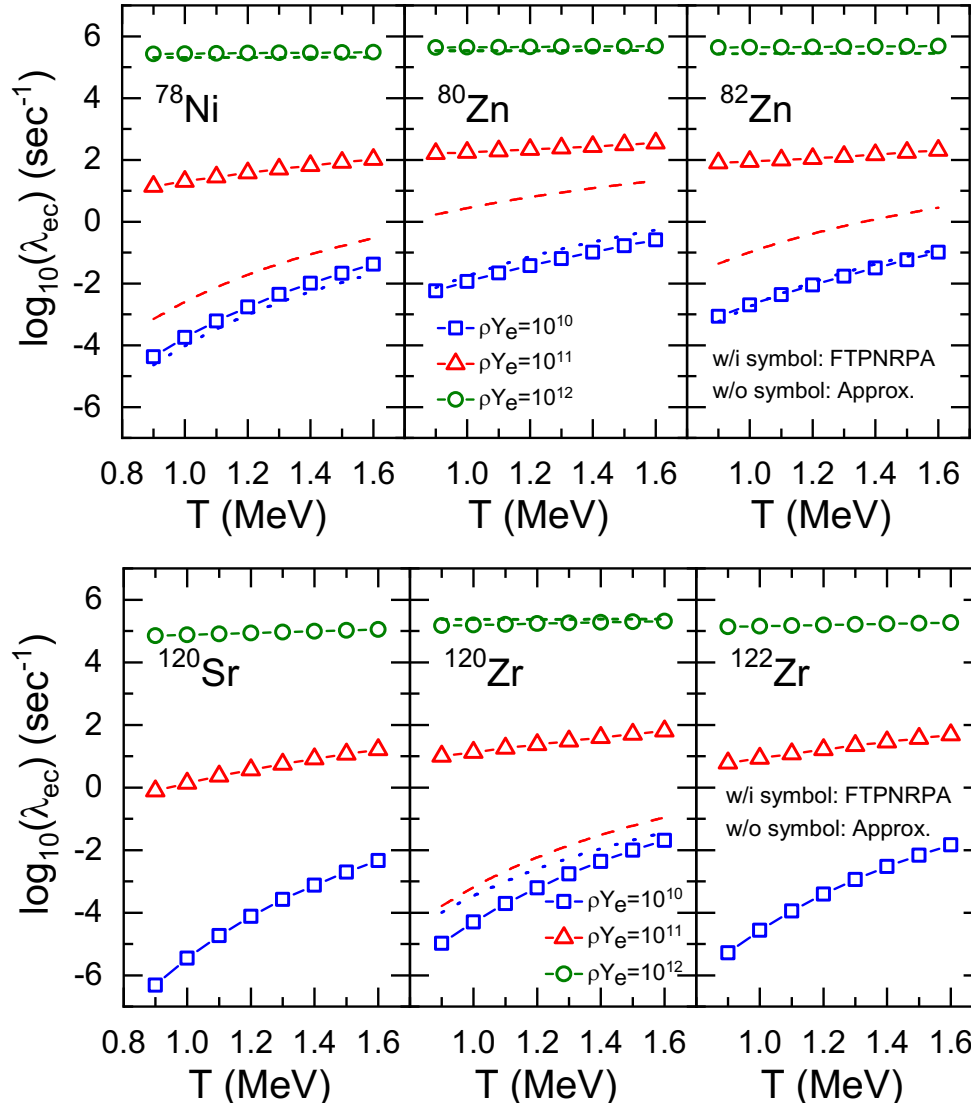 log₁₀(λec) (sec⁻¹)
6
4
2
0
-2
-4
-6
⁷⁸Ni
⁸⁰Zn
⁸²Zn
ρYe=10¹⁰
ρYe=10¹¹
ρYe=10¹²
w/i symbol: FTPNRPA
w/o symbol: Approx.
0.8 1.0 1.2 1.4 1.6 1.0 1.2 1.4 1.6 1.0 1.2 1.4 1.6
T (MeV) T (MeV) T (MeV)
log₁₀(λec) (sec⁻¹)
6
4
2
0
-2
-4
-6
¹²⁰Sr
¹²⁰Zr
¹²²Zr
w/i symbol: FTPNRPA
w/o symbol: Approx.
ρYe=10¹⁰
ρYe=10¹¹
ρYe=10¹²
0.8 1.0 1.2 1.4 1.6 1.0 1.2 1.4 1.6 1.0 1.2 1.4 1.6
T (MeV) T (MeV) T (MeV)